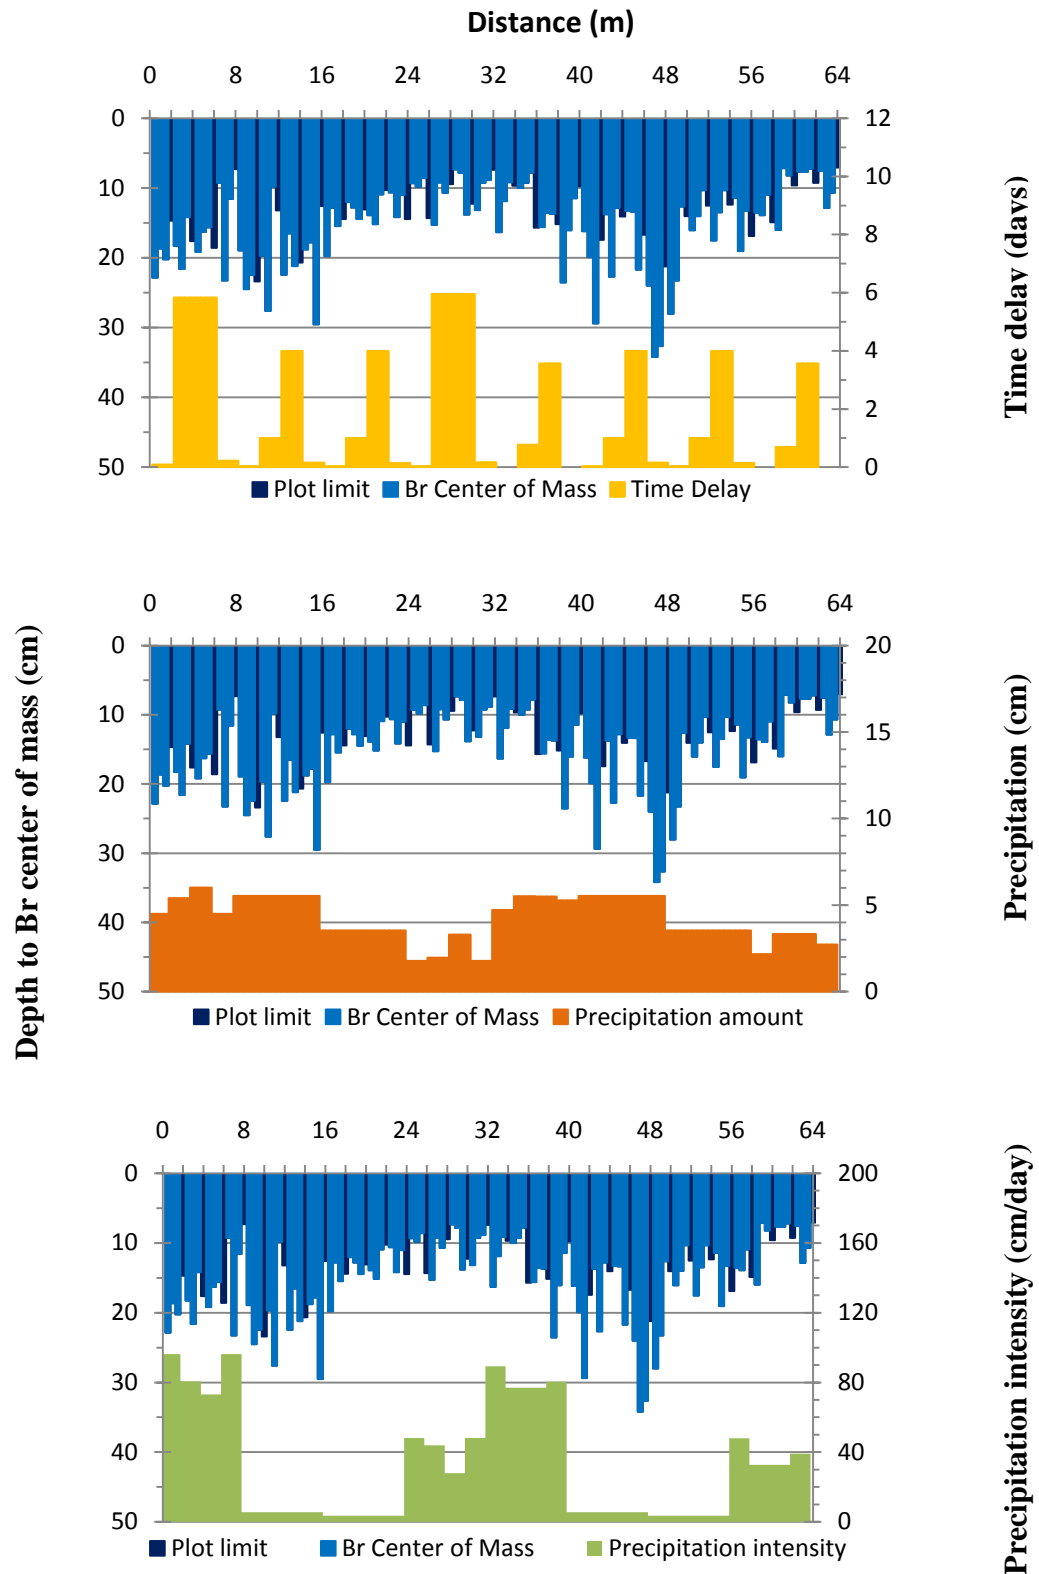 Distance (m)
0 8 16 24 32 40 48 56 64
0 12
10 10
8
20
6
30
4
40
2
50 0
Plot limit Br Center of Mass Time Delay
Time delay (days)
0 8 16 24 32 40 48 56 64
0 20
10 15
20
10
30
5
40
50 0
Plot limit Br Center of Mass Precipitation amount
Depth to Br center of mass (cm)
Precipitation (cm)
0 8 16 24 32 40 48 56 64
0 200
10 160
20 120
30 80
40 40
50 0
Plot limit Br Center of Mass Precipitation intensity
Precipitation intensity (cm/day)